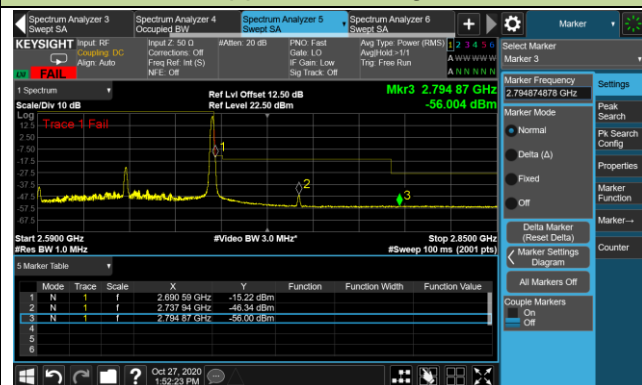 Spectrum Analyzer 3
Swept SA
Spectrum Analyzer 4
Occupied BW
Spectrum Analyzer 5
Swept SA
Spectrum Analyzer 6
Swept SA
Marker
KEYSIGHT
Input: RF
Coupling: DC
Align: Auto
Input Z: 50 Ω
Corrections: Off
Freq Ref: Int (S)
NFE: Off
#Atten: 20 dB
PNO: Fast
Gate: LO
IF Gain: Low
Sig Track: Off
Avg Type: Power (RMS)
Avg|Hold:>1/1
Trig: Free Run
1 2 3 4 5 6
A W W W W W
A N N N N N
LXI
FAIL
Select Marker
Marker 3
1 Spectrum
Scale/Div 10 dB
Ref Lvl Offset 12.50 dB
Ref Level 22.50 dBm
Mkr3 2.794 87 GHz
-56.004 dBm
Log
Trace 1 Fail
12.5
2.50
-7.50
-17.5
-27.5
-37.5
-47.5
-57.5
-67.5
1
2
3
Start 2.5900 GHz
#Res BW 1.0 MHz
#Video BW 3.0 MHz*
Stop 2.8500 GHz
#Sweep 100 ms (2001 pts)
Marker Frequency
2.794874878 GHz
Marker Mode
Normal
Delta (Δ)
Fixed
Off
Delta Marker
(Reset Delta)
Marker Settings
Diagram
All Markers Off
Couple Markers
On
Off
Settings
Peak
Search
Pk Search
Config
Properties
Marker
Function
Marker→
Counter
5 Marker Table
Mode Trace Scale X Y Function Function Width Function Value
1 N 1 f 2.690 59 GHz -15.22 dBm
2 N 1 f 2.737 94 GHz -46.34 dBm
3 N 1 f 2.794 87 GHz -56.00 dBm
4
5
6
?
Oct 27, 2020
1:52:23 PM